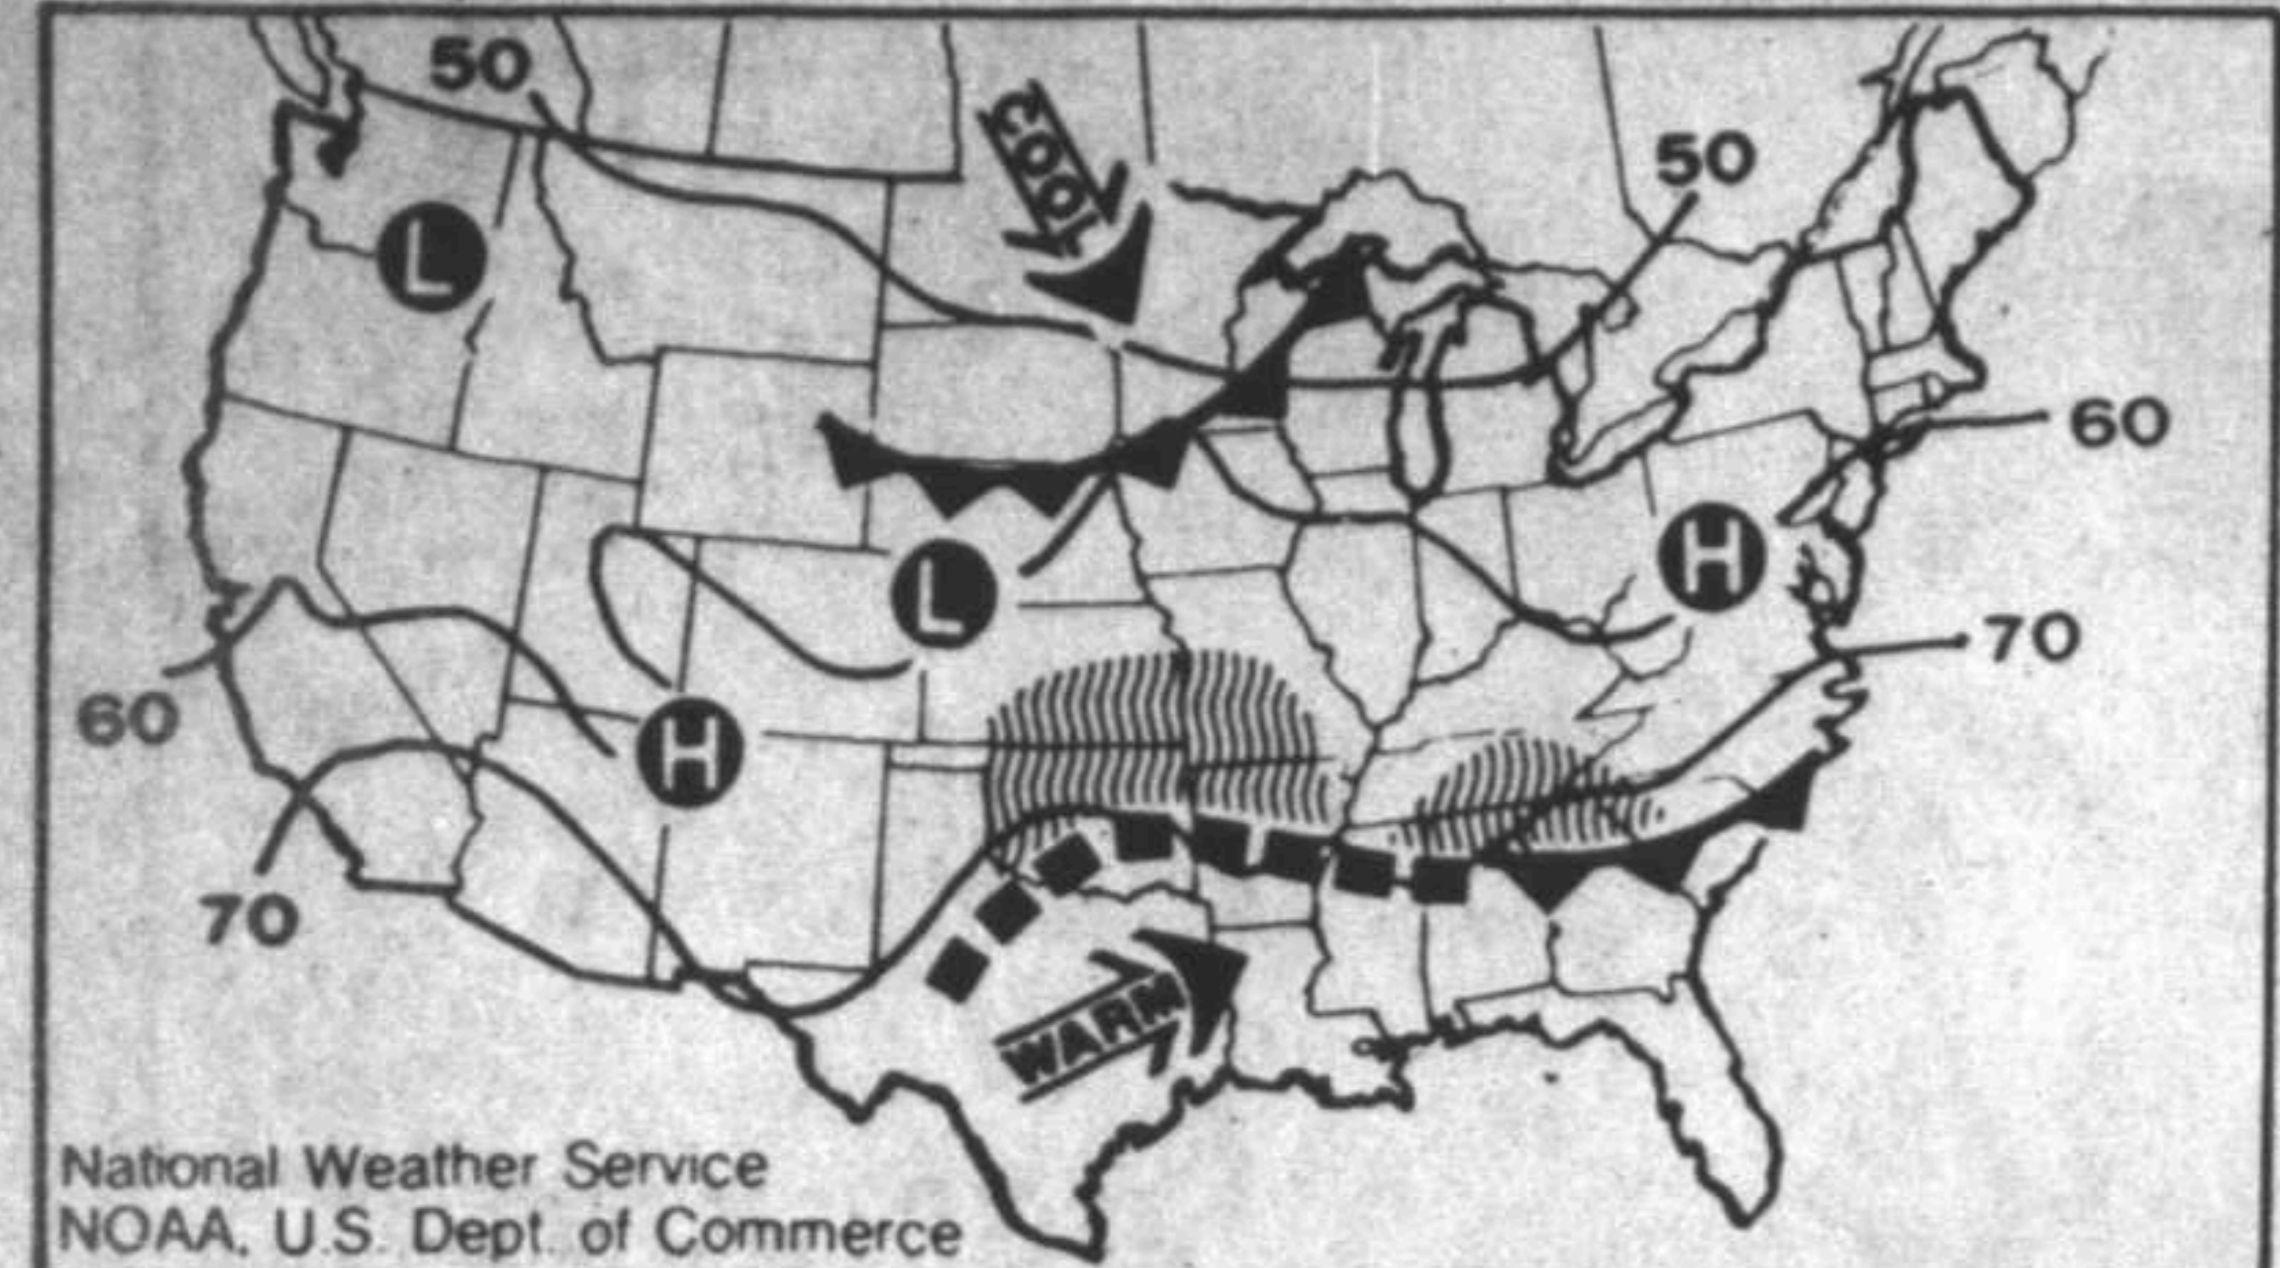 50
COOL
50
L
60
H
L
70
60
H
70
WARM
National Weather Service
NOAA, U.S. Dept. of Commerce